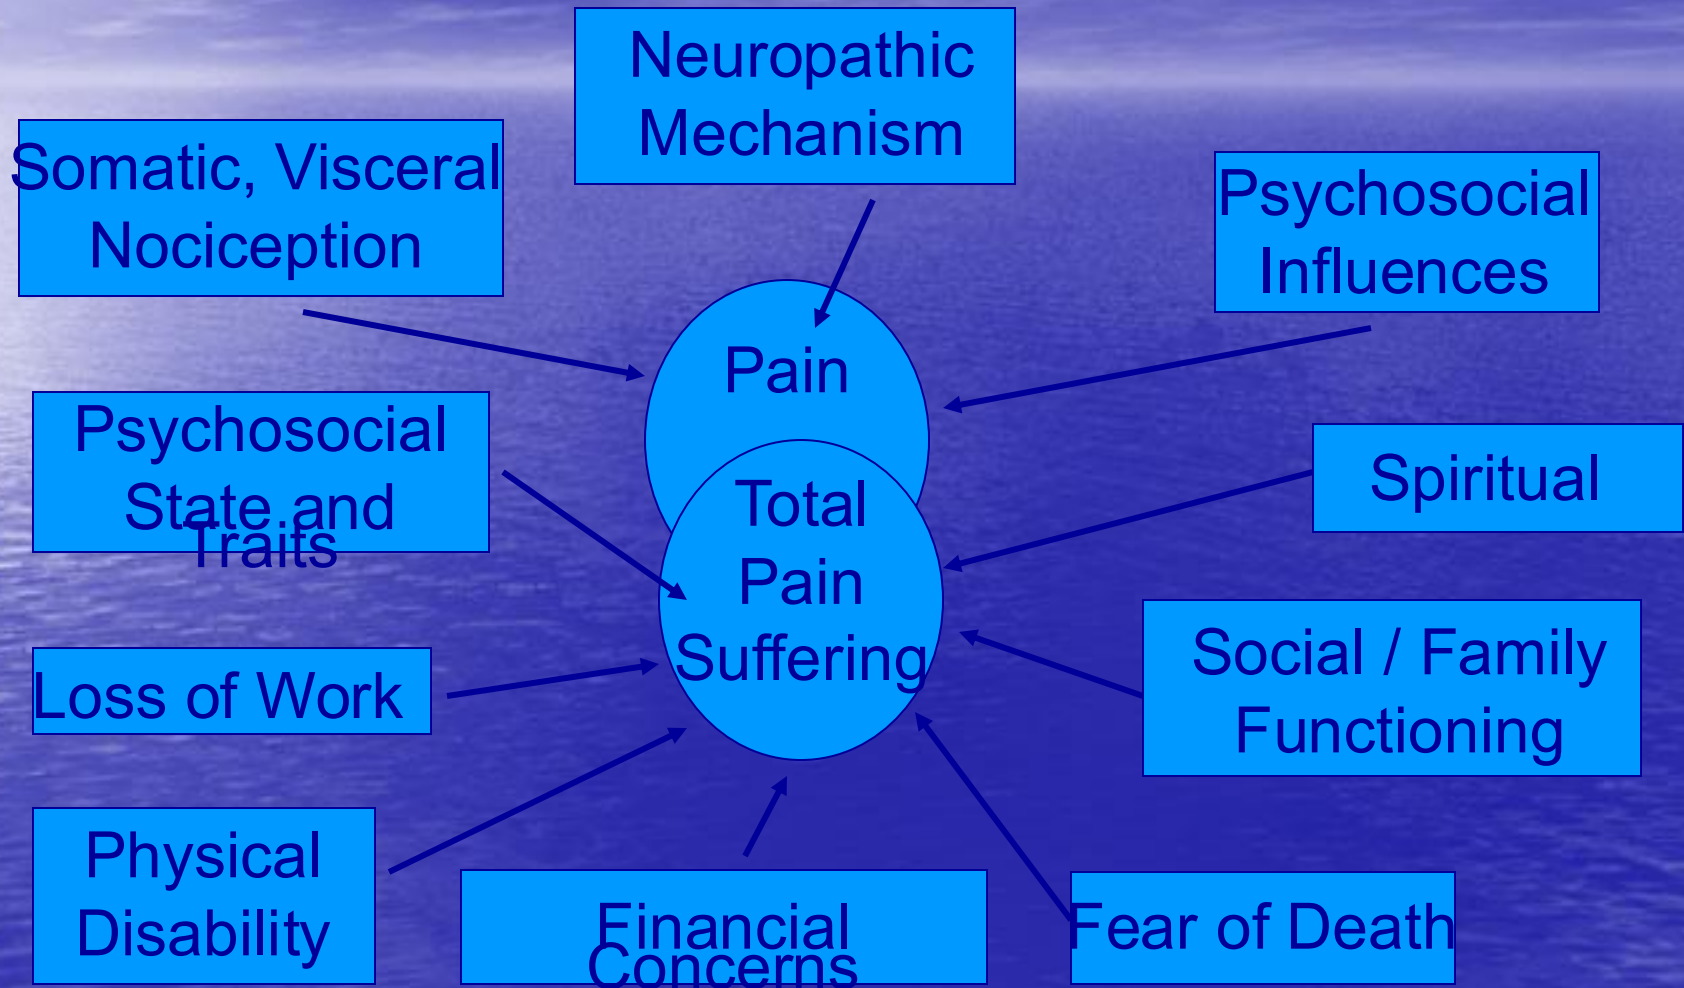 Neuropathic
Mechanism
Somatic, Visceral
Nociception
Psychosocial
Influences
Pain
Psychosocial
State and
Traits
Spiritual
Total
Pain
Suffering
Social / Family
Functioning
Loss of Work
Physical
Disability
Financial
Concerns
Fear of Death